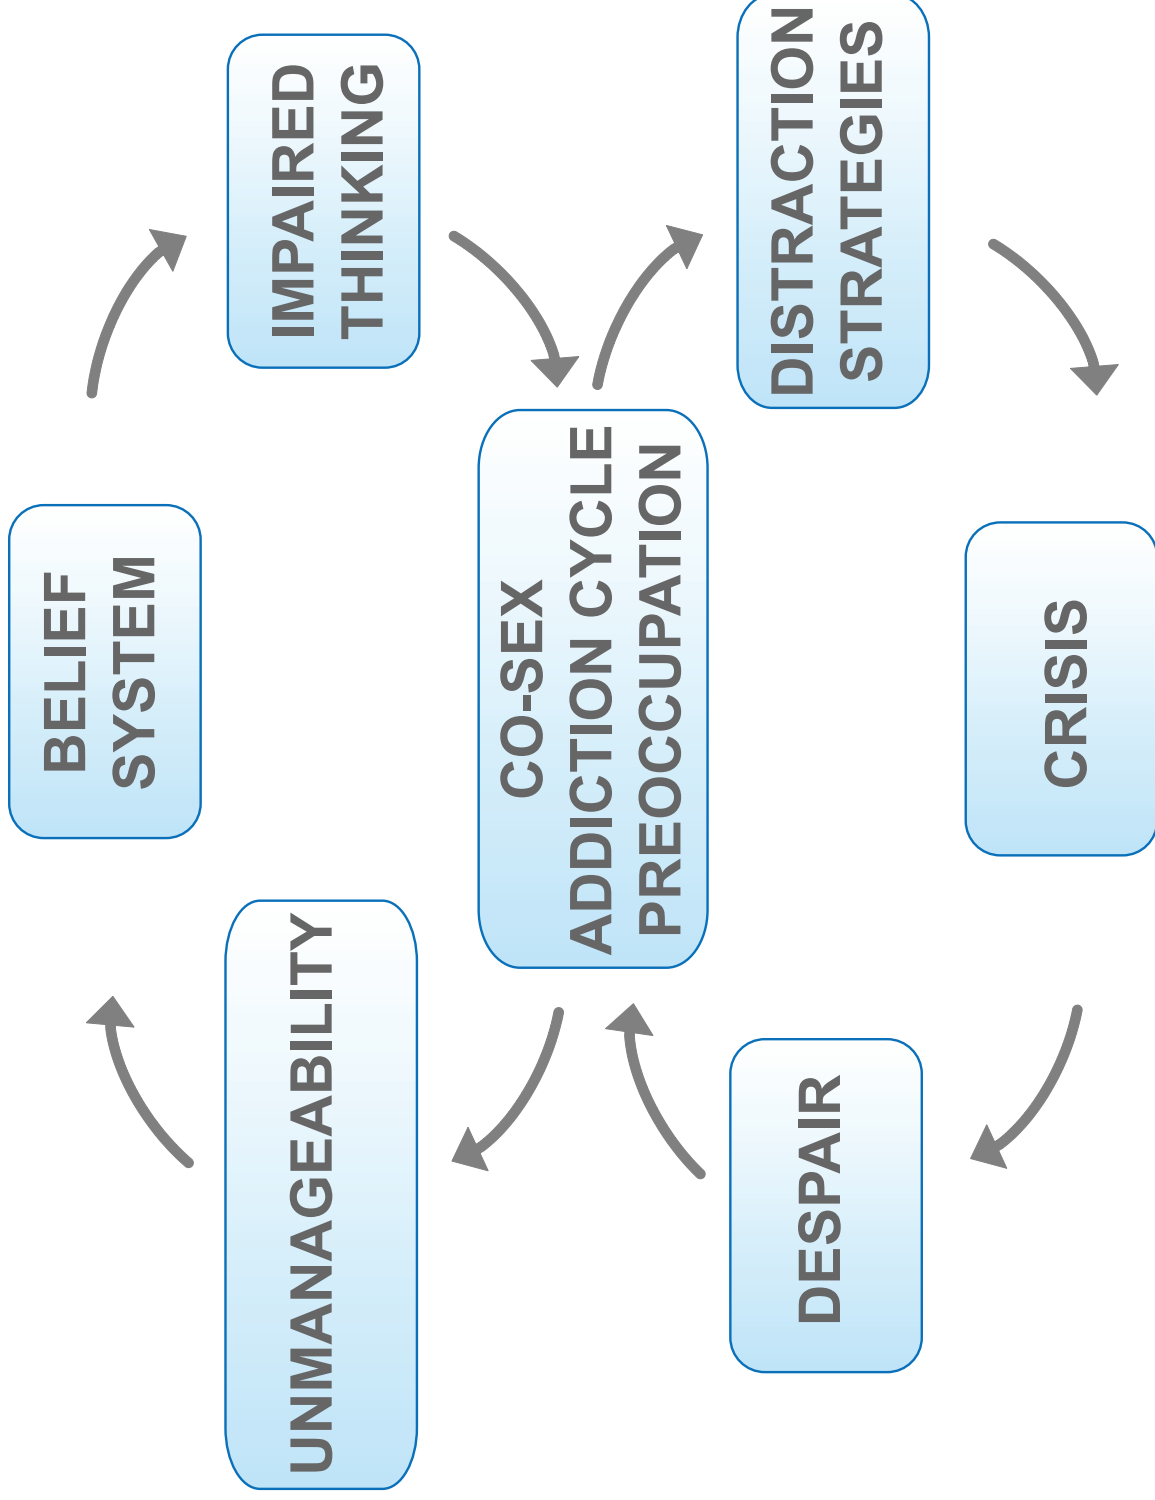 BELIEF
SYSTEM
IMPAIRED
THINKING
CO-SEX
ADDICTION CYCLE
PREOCCUPATION
UNMANAGEABILITY
DISTRACTION
STRATEGIES
CRISIS
DESPAIR